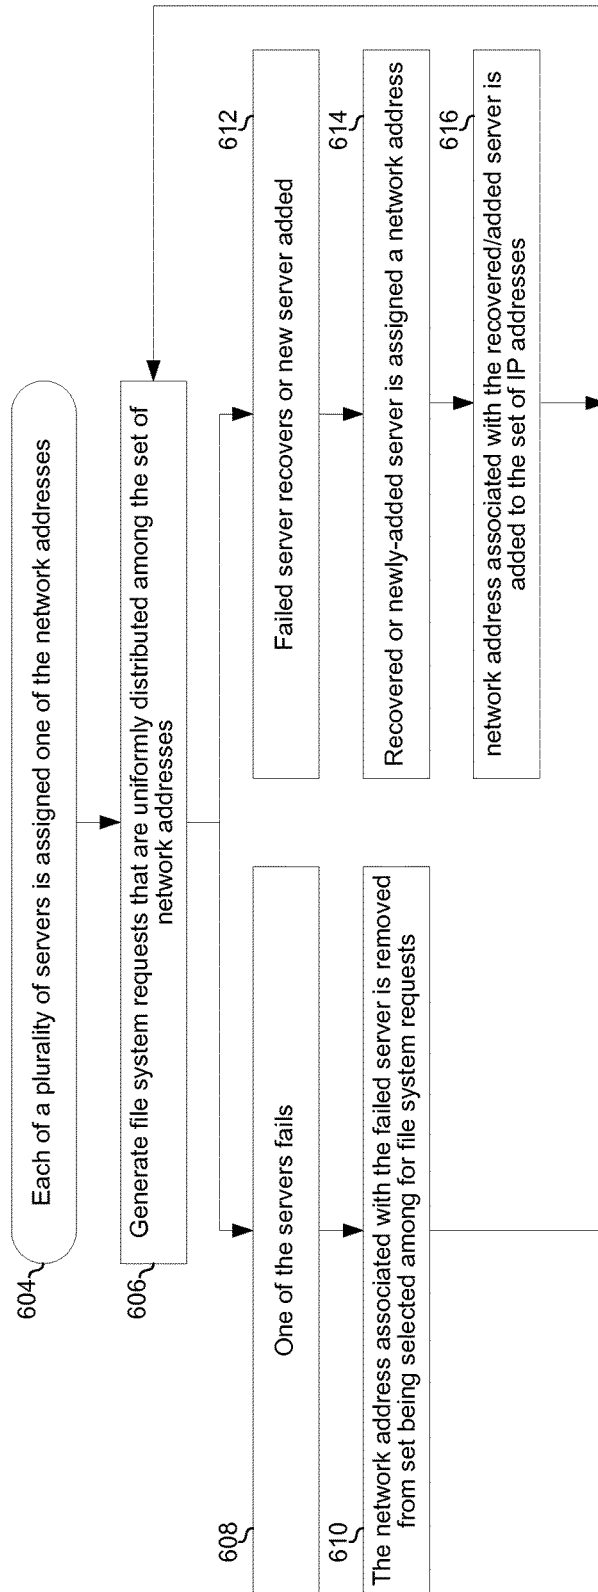 604
Each of a plurality of servers is assigned one of the network addresses
606
Generate file system requests that are uniformly distributed among the set of
network addresses
608
One of the servers fails
610
The network address associated with the failed server is removed
from set being selected among for file system requests
612
Failed server recovers or new server added
614
Recovered or newly-added server is assigned a network address
616
network address associated with the recovered/added server is
added to the set of IP addresses